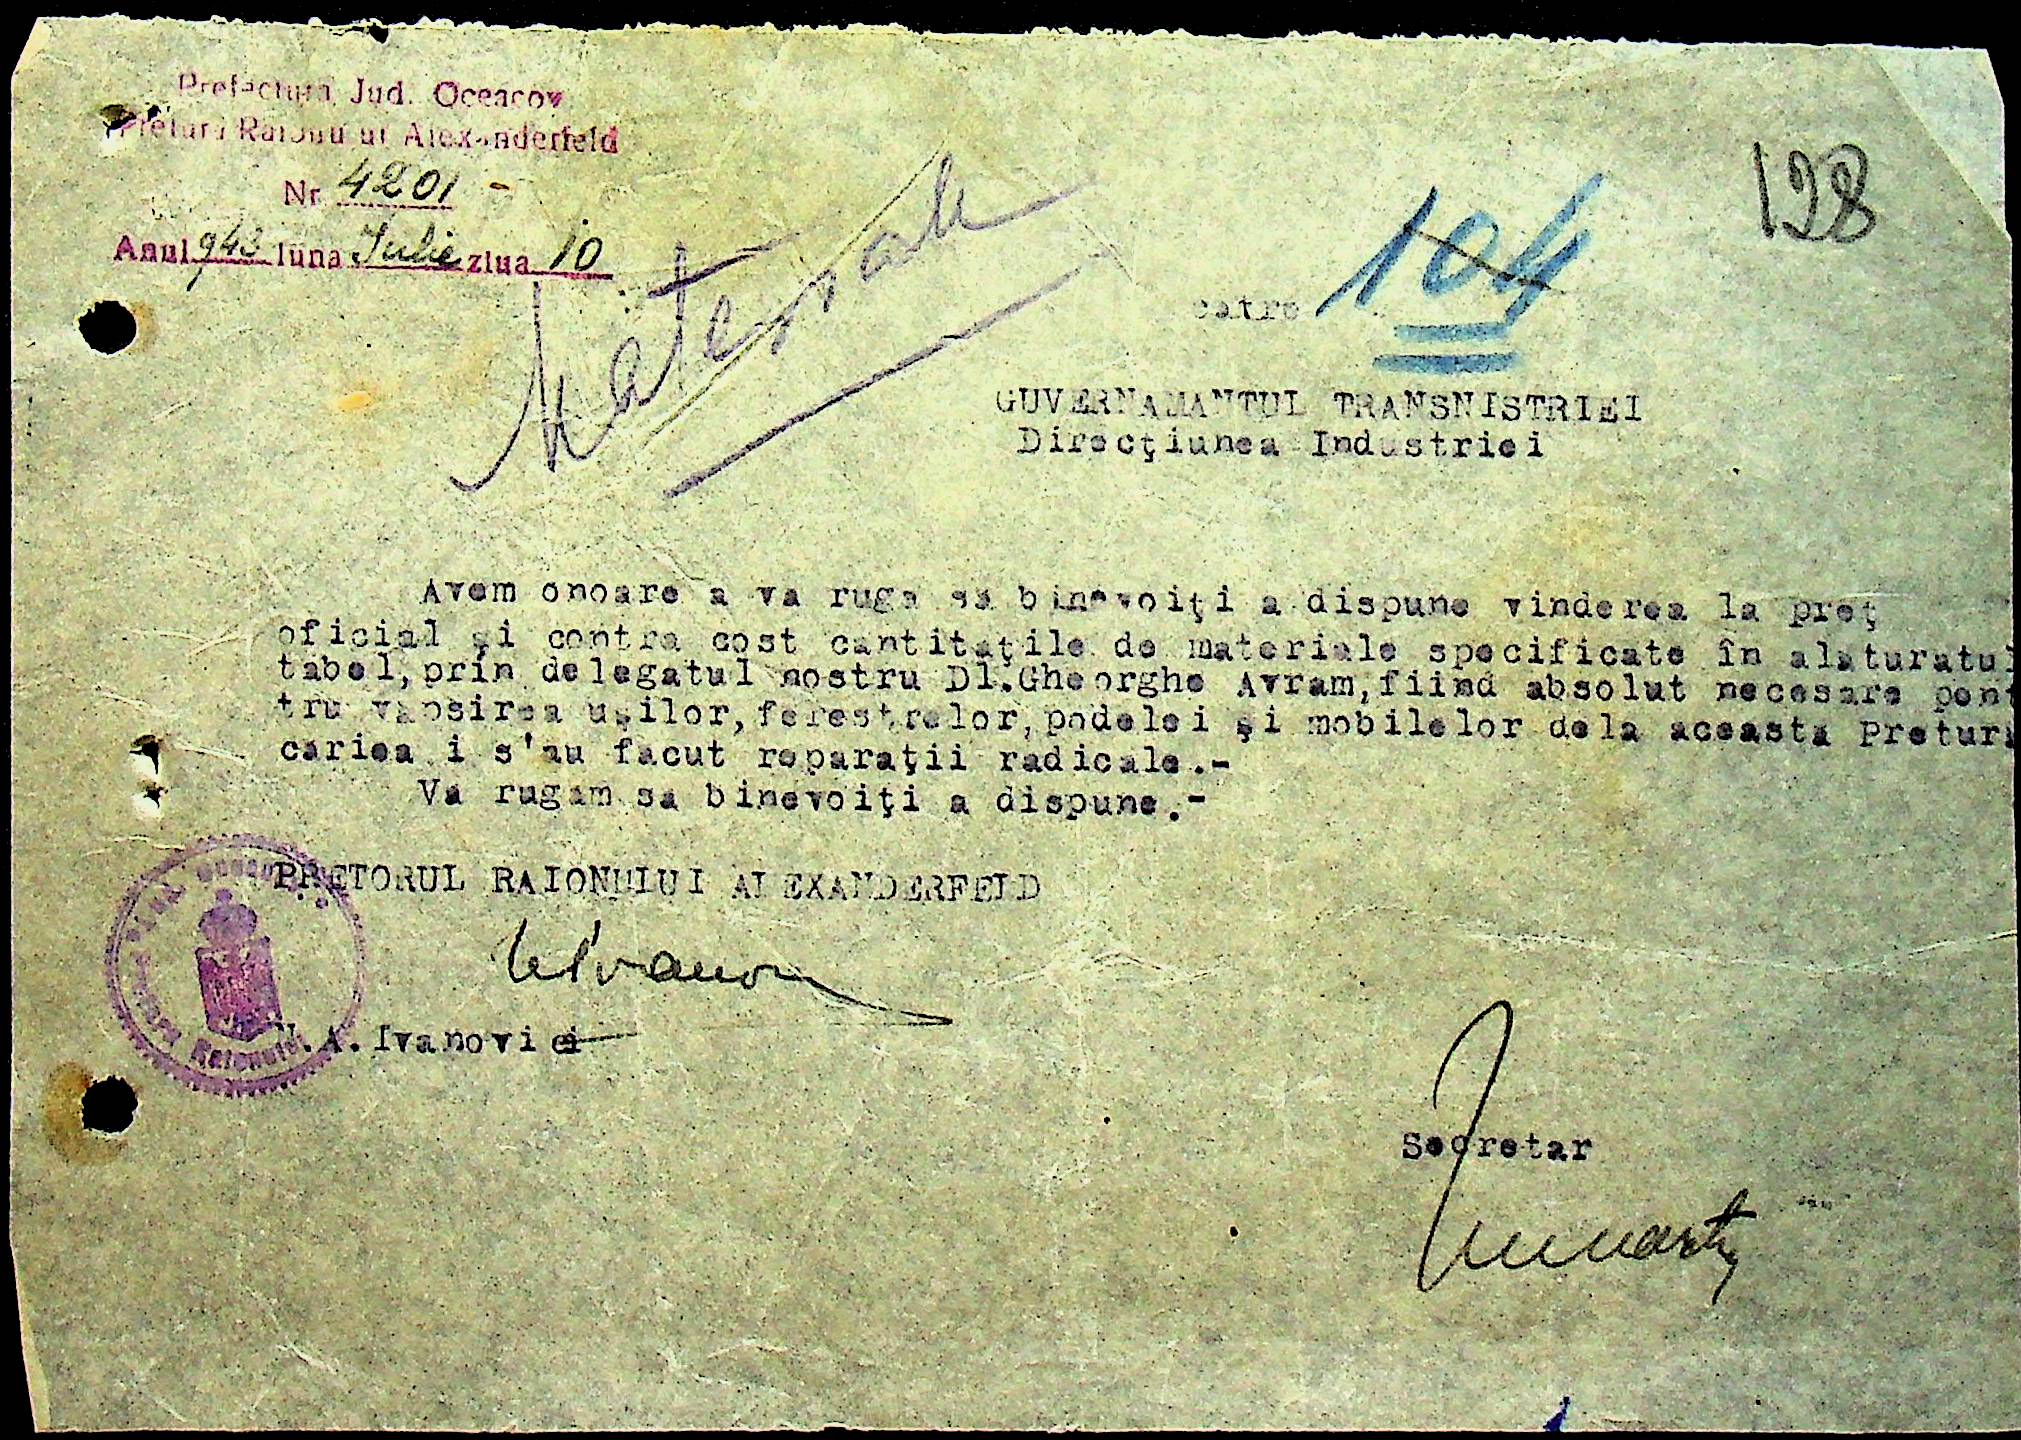 Prefectura Jud. Oceacov
Pretura Raionului Alexanderfeld
Nr. 4201
Anul 943 luna Iulie ziua 10
Materiale
104
198
catre
GUVERNAMANTUL TRANSNISTRIEI
Direcţiunea Industriei
Avem onoare a va ruga sa binevoiţi a dispune vinderea la preţ
oficial şi contra cost cantitaţile de materiale specificate în alaturatul
tabel, prin delegatul nostru Dl.Gheorghe Avram, fiind absolut necesare pent
tru vapsirea uşilor, ferestrelor, podelei şi mobilelor dela aceasta Pretura
cariea i s'au facut reparaţii radicale.-
Va rugam sa binevoiţi a dispune.-
PRETORUL RAIONULUI ALEXANDERFELD
A. Ivanovici
Raionului
Secretar